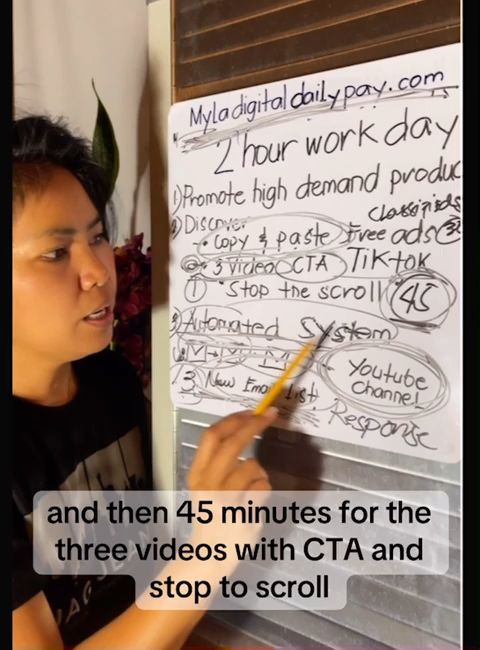 Myladigitaldailypay.com
2 hour work day
1) Promote high demand produc
classifieds
2) Discover
- • Copy & paste Free ads
3 Video CTA TikTok
① • Stop the scroll 45
3) Automated System
Youtube
Channel
3 New Email List
Response
and then 45 minutes for the
three videos with CTA and
stop to scroll